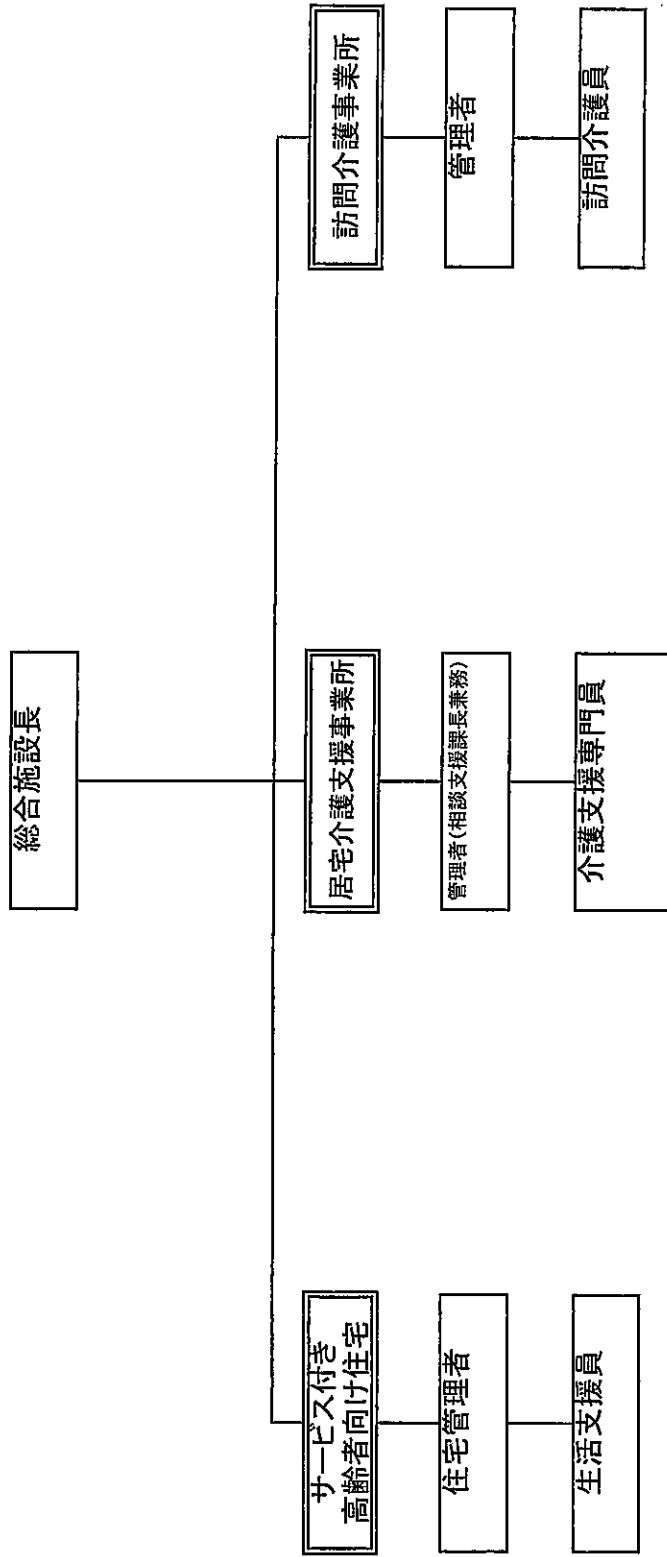 総合施設長
サービス付き
高齢者向け住宅
居宅介護支援事業所
訪問介護事業所
住宅管理者
管理者(相談支援課長兼務)
管理者
生活支援員
介護支援専門員
訪問介護員